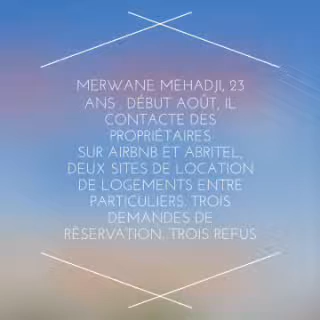 MERWANE MÉHADJI, 23
ANS . DÉBUT AOÛT, IL
CONTACTE DES
PROPRIÉTAIRES
SUR AIRBNB ET ABRITEL,
DEUX SITES DE LOCATION
DE LOGEMENTS ENTRE
PARTICULIERS. TROIS
DEMANDES DE
RÉSERVATION. TROIS REFUS